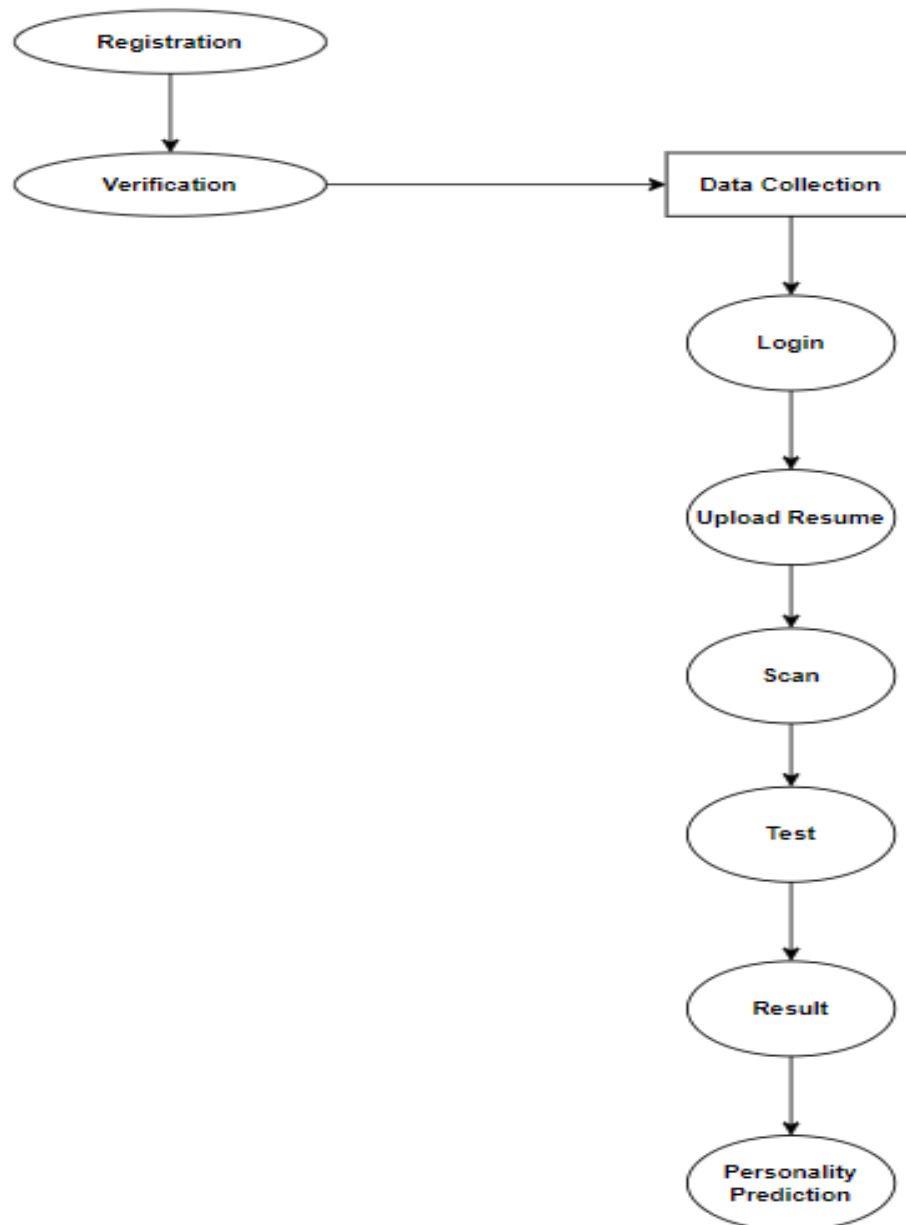 Registration
Verification
Data Collection
Login
Upload Resume
Scan
Test
Result
Personality
Prediction